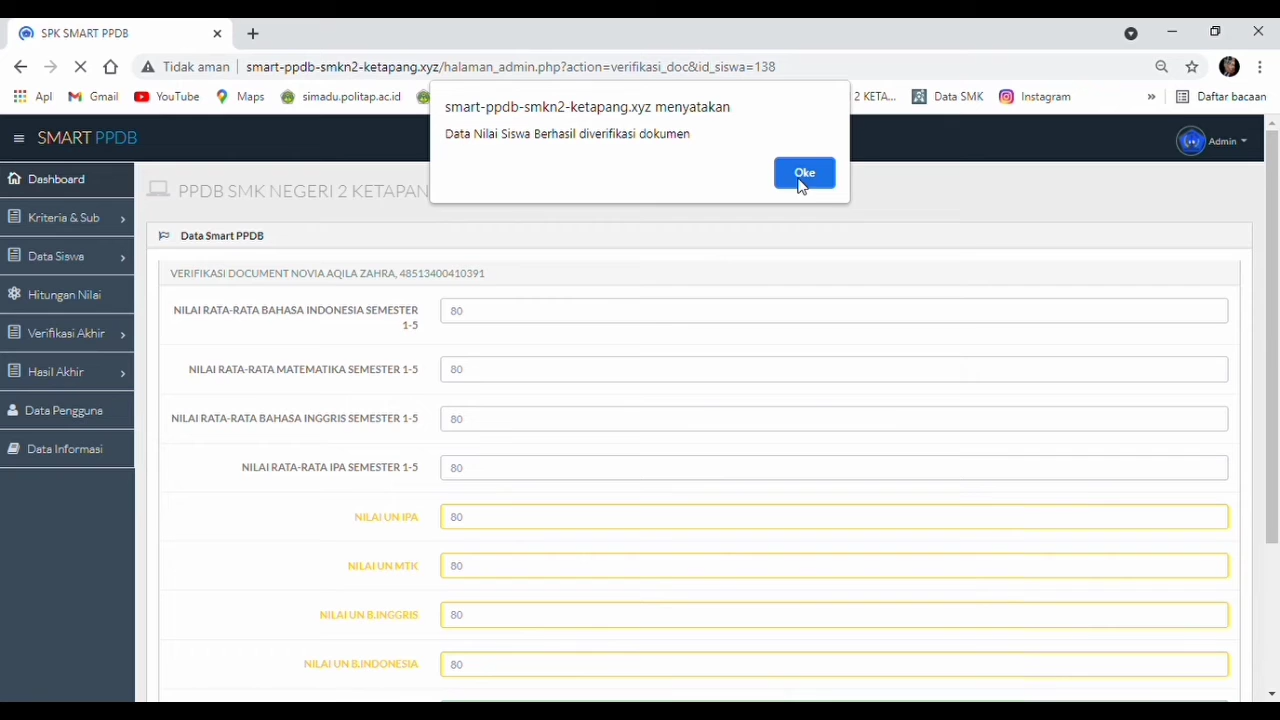 SPK SMART PPDB
Tidak aman
smart-ppdb-smkn2-ketapang.xyz/halaman_admin.php?action=verifikasi_doc&id_siswa=138
Apl
Gmail
YouTube
Maps
simadu.politap.ac.id
2 KETA...
Data SMK
Instagram
»
Daftar bacaan
smart-ppdb-smkn2-ketapang.xyz menyatakan
Data Nilai Siswa Berhasil diverifikasi dokumen
Oke
SMART PPDB
Admin
Dashboard
Kriteria & Sub
Data Siswa
Hitungan Nilai
Verifikasi Akhir
Hasil Akhir
Data Pengguna
Data Informasi
PPDB SMK NEGERI 2 KETAPAN
Data Smart PPDB
VERIFIKASI DOCUMENT NOVIA AQILA ZAHRA, 48513400410391
NILAI RATA-RATA BAHASA INDONESIA SEMESTER
1-5
80
NILAI RATA-RATA MATEMATIKA SEMESTER 1-5
80
NILAI RATA-RATA BAHASA INGGRIS SEMESTER 1-5
80
NILAI RATA-RATA IPA SEMESTER 1-5
80
NILAI UN IPA
80
NILAI UN MTK
80
NILAI UN B.INGGRIS
80
NILAI UN B.INDONESIA
80